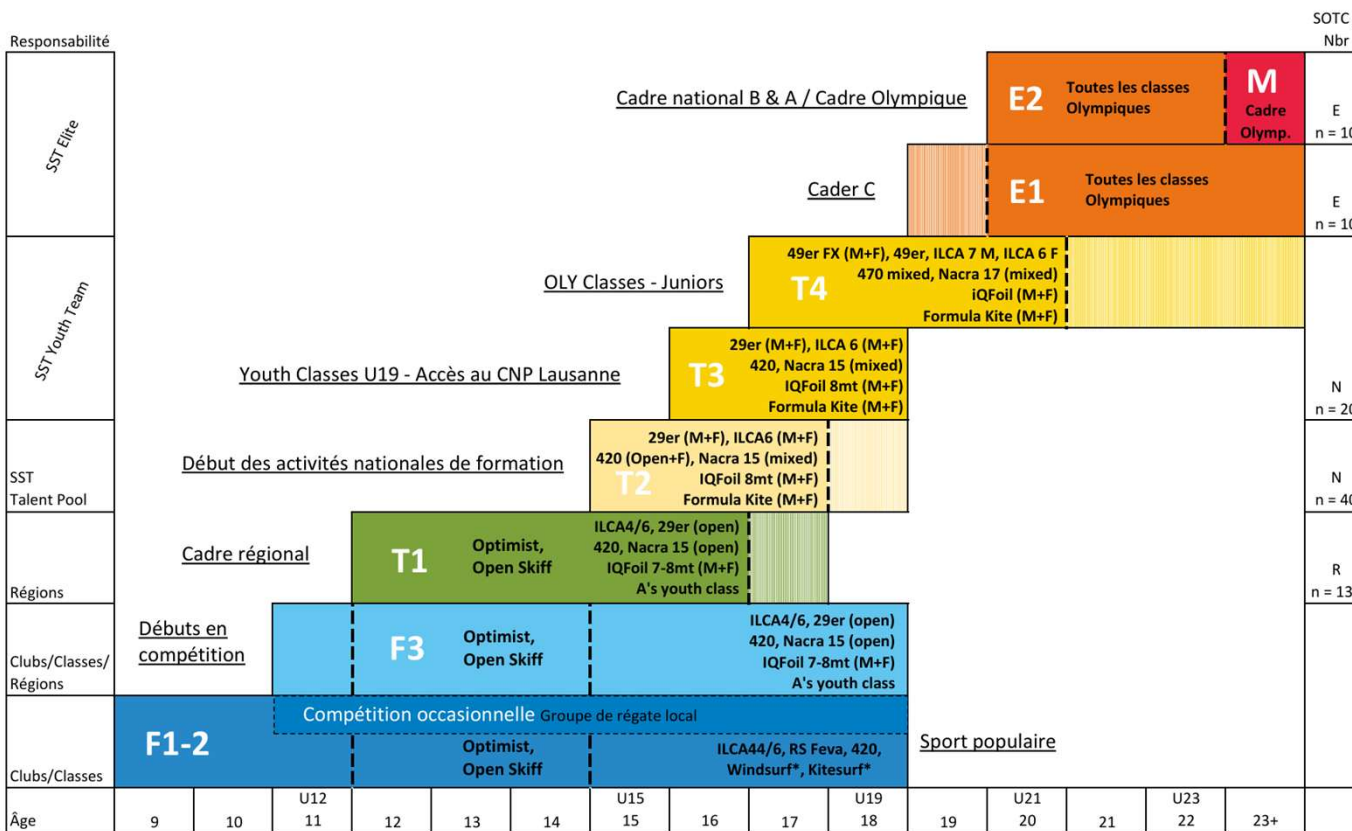 SOTC
Responsabilité
Nbr
SST Elite
Cadre national B & A / Cadre Olympique
E2
Toutes les classes
Olympiques
M
Cadre
Olymp.
E
n = 10
Cader C
E1
Toutes les classes
Olympiques
E
n = 10
SST Youth Team
OLY Classes - Juniors
T4
49er FX (M+F), 49er, ILCA 7 M, ILCA 6 F
470 mixed, Nacra 17 (mixed)
iQFoil (M+F)
Formula Kite (M+F)
Youth Classes U19 - Accès au CNP Lausanne
T3
29er (M+F), ILCA 6 (M+F)
420, Nacra 15 (mixed)
IQFoil 8mt (M+F)
Formula Kite (M+F)
N
n = 20
SST
Talent Pool
Début des activités nationales de formation
T2
29er (M+F), ILCA6 (M+F)
420 (Open+F), Nacra 15 (mixed)
IQFoil 8mt (M+F)
Formula Kite (M+F)
N
n = 40
Régions
Cadre régional
T1
Optimist,
Open Skiff
ILCA4/6, 29er (open)
420, Nacra 15 (open)
IQFoil 7-8mt (M+F)
A's youth class
R
n = 13
Clubs/Classes/
Régions
Débuts en
compétition
F3
Optimist,
Open Skiff
ILCA4/6, 29er (open)
420, Nacra 15 (open)
IQFoil 7-8mt (M+F)
A's youth class
Clubs/Classes
F1-2
Compétition occasionnelle Groupe de régate local
Optimist,
Open Skiff
ILCA44/6, RS Feva, 420,
Windsurf*, Kitesurf*
Sport populaire
U12 U15 U19 U21 U23
Âge 9 10 11 12 13 14 15 16 17 18 19 20 21 22 23+